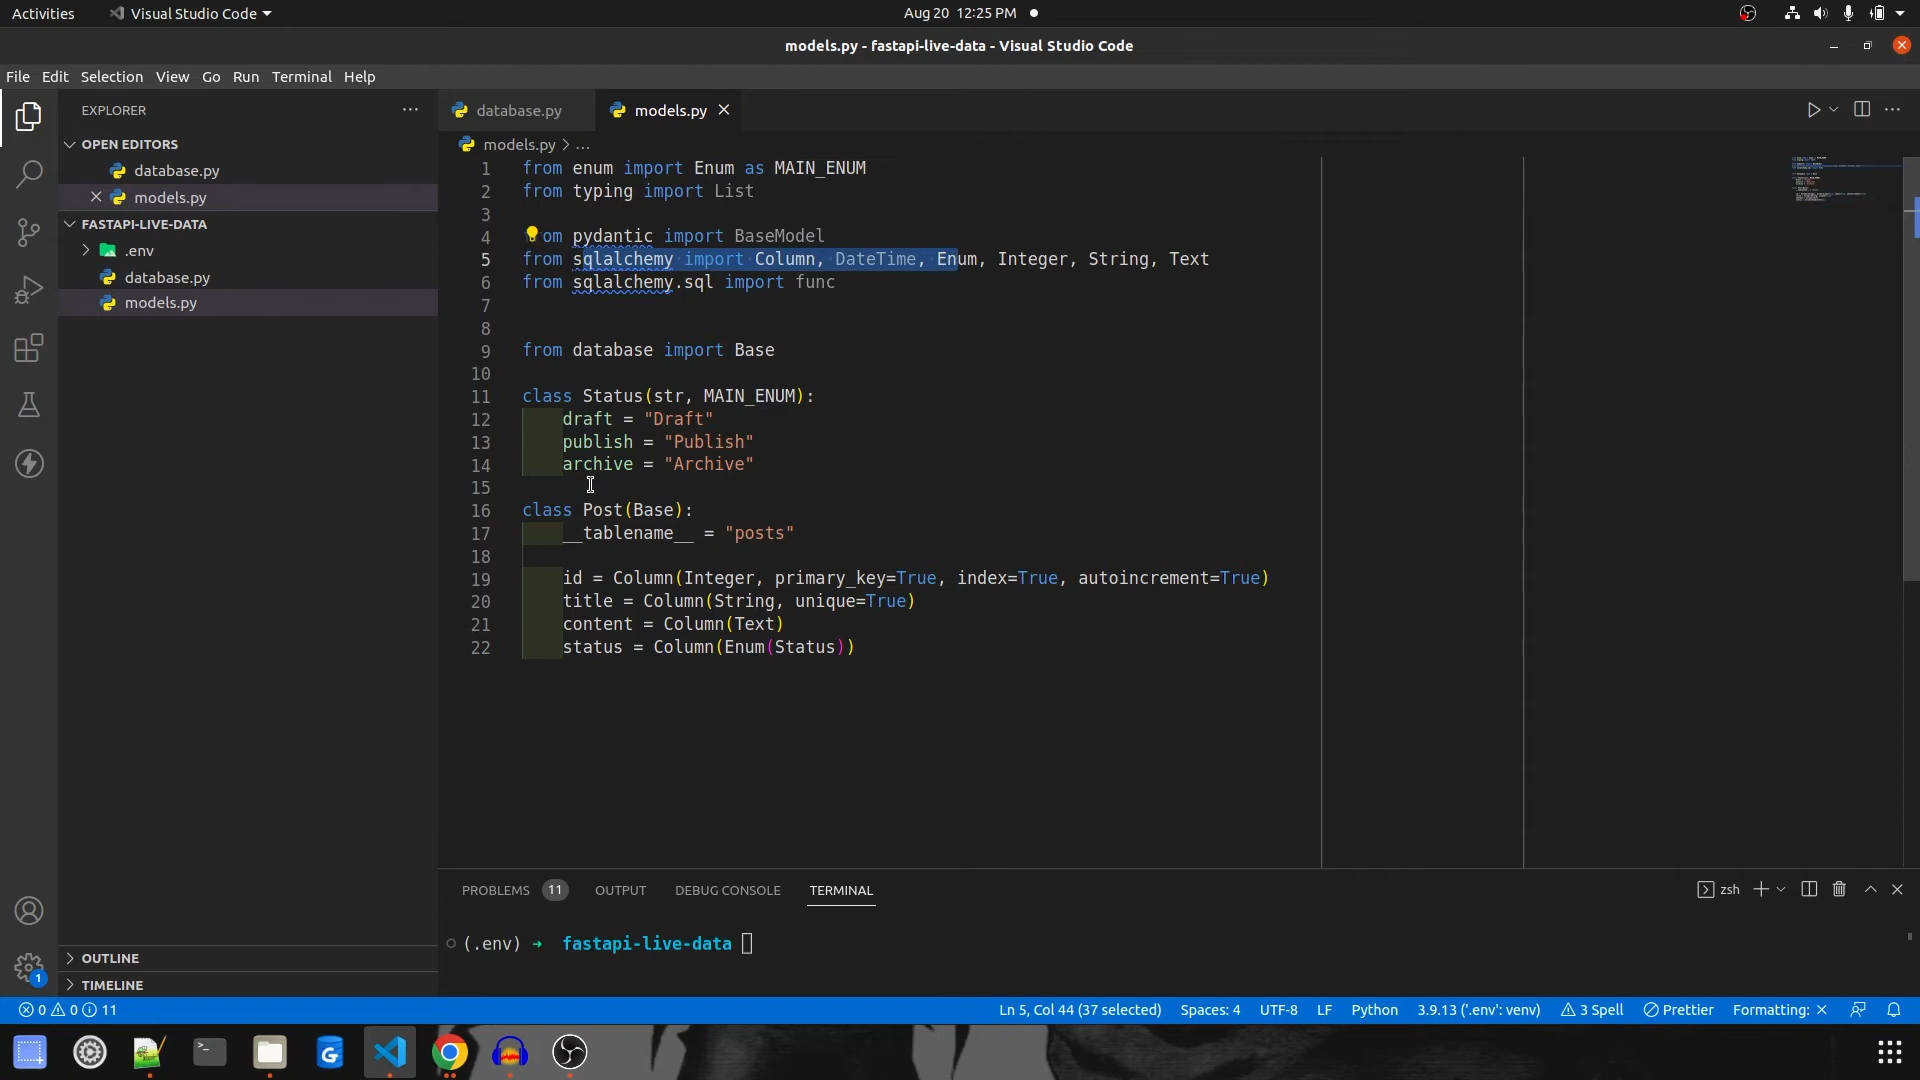 Activities Visual Studio Code Aug 20 12:25 PM
models.py - fastapi-live-data - Visual Studio Code
File Edit Selection View Go Run Terminal Help
EXPLORER
OPEN EDITORS
database.py
models.py
FASTAPI-LIVE-DATA
.env
database.py
models.py
OUTLINE
TIMELINE
database.py models.py
models.py > ...
1 from enum import Enum as MAIN_ENUM
2 from typing import List
3
4 om pydantic import BaseModel
5 from sqlalchemy import Column, DateTime, Enum, Integer, String, Text
6 from sqlalchemy.sql import func
7
8
9 from database import Base
10
11 class Status(str, MAIN_ENUM):
12 draft = "Draft"
13 publish = "Publish"
14 archive = "Archive"
15
16 class Post(Base):
17 __tablename__ = "posts"
18
19 id = Column(Integer, primary_key=True, index=True, autoincrement=True)
20 title = Column(String, unique=True)
21 content = Column(Text)
22 status = Column(Enum(Status))
PROBLEMS 11 OUTPUT DEBUG CONSOLE TERMINAL zsh
(.env) ➜ fastapi-live-data
1
0 0 11 Ln 5, Col 44 (37 selected) Spaces: 4 UTF-8 LF Python 3.9.13 ('.env': venv) 3 Spell Prettier Formatting: ×